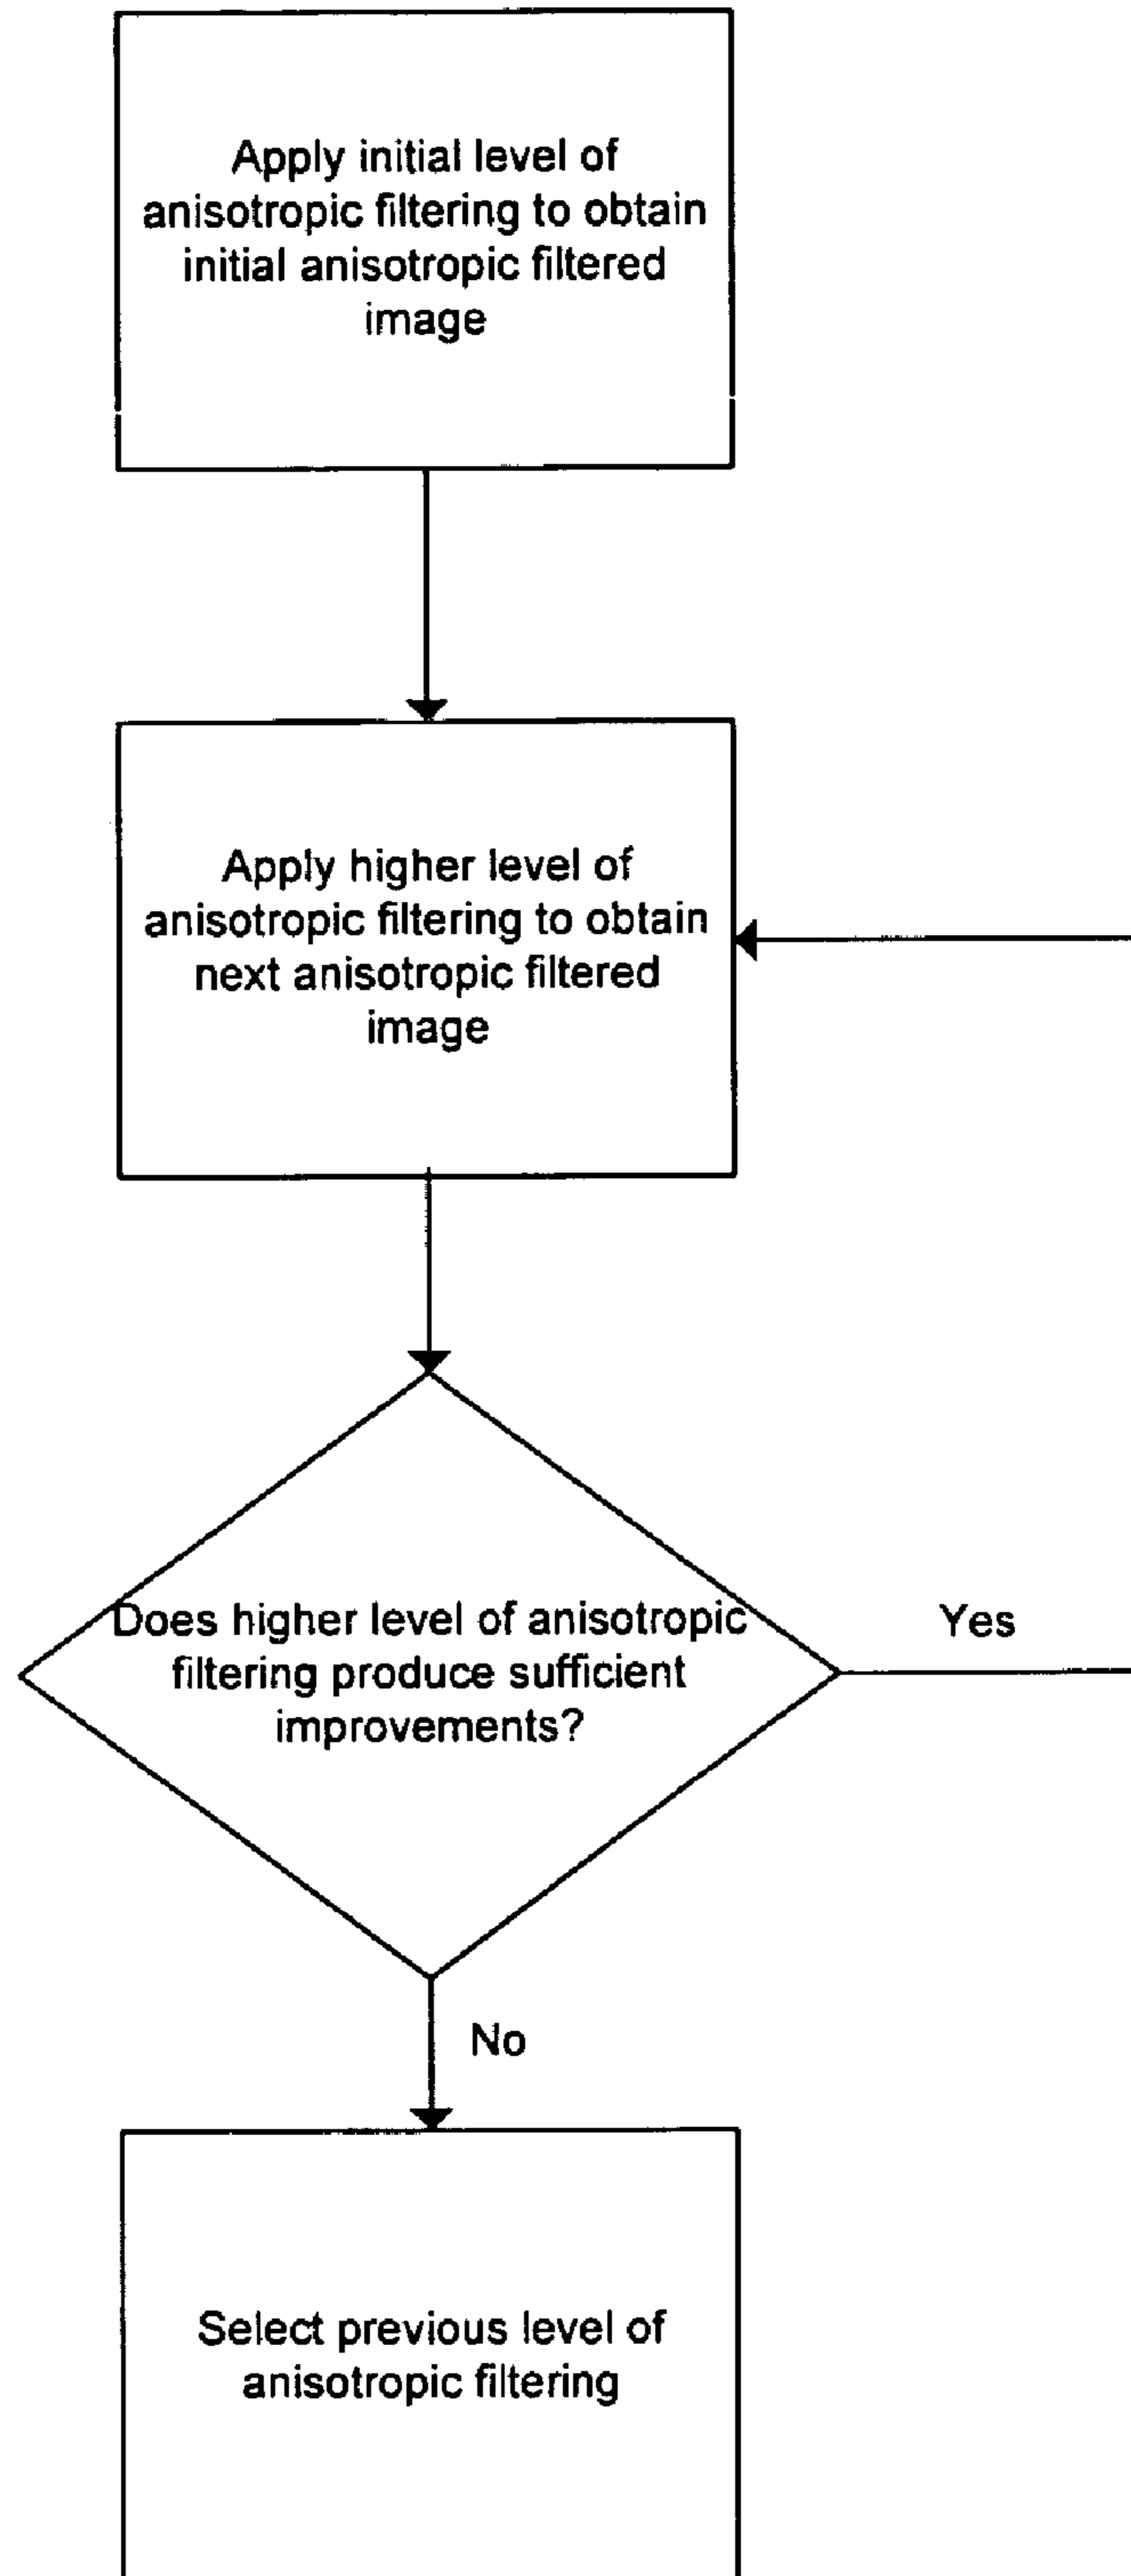 Apply initial level of
anisotropic filtering to obtain
initial anisotropic filtered
image
Apply higher level of
anisotropic filtering to obtain
next anisotropic filtered
image
Does higher level of anisotropic
filtering produce sufficient
improvements?
Yes
No
Select previous level of
anisotropic filtering